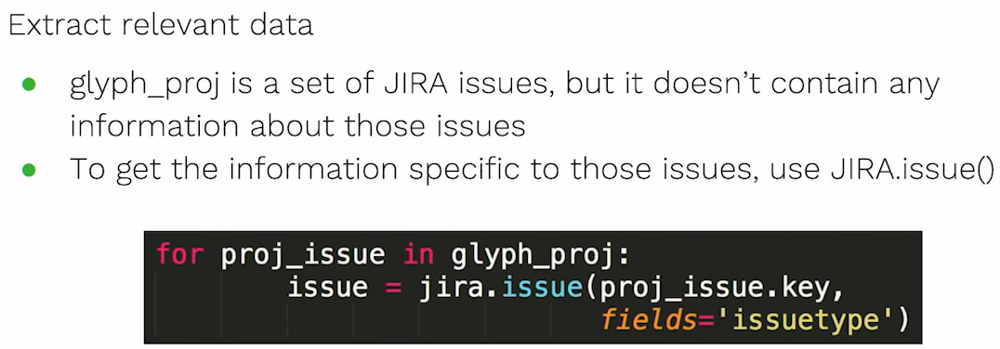 Extract relevant data
● glyph_proj is a set of JIRA issues, but it doesn’t contain any
information about those issues
● To get the information specific to those issues, use JIRA.issue()
for proj_issue in glyph_proj:
issue = jira.issue(proj_issue.key,
fields='issuetype')